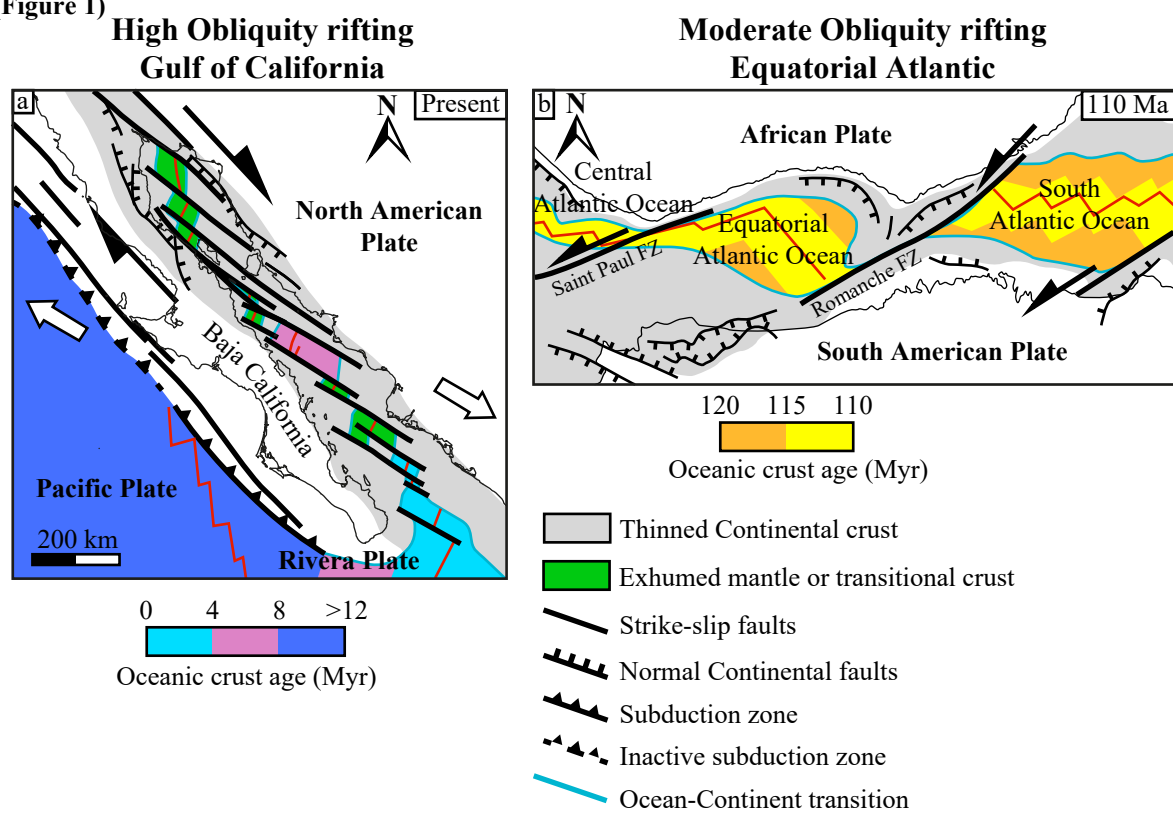 Figure 1)
High Obliquity rifting
Gulf of California
Moderate Obliquity rifting
Equatorial Atlantic
a
N
Present
North American
Plate
Baja California
Pacific Plate
200 km
Rivera Plate
0 4 8 >12
Oceanic crust age (Myr)
b
N
110 Ma
African Plate
Central
Atlantic Ocean
South
Atlantic Ocean
Equatorial
Atlantic Ocean
Saint Paul FZ
Romanche FZ
South American Plate
120 115 110
Oceanic crust age (Myr)
Thinned Continental crust
Exhumed mantle or transitional crust
Strike-slip faults
Normal Continental faults
Subduction zone
Inactive subduction zone
Ocean-Continent transition